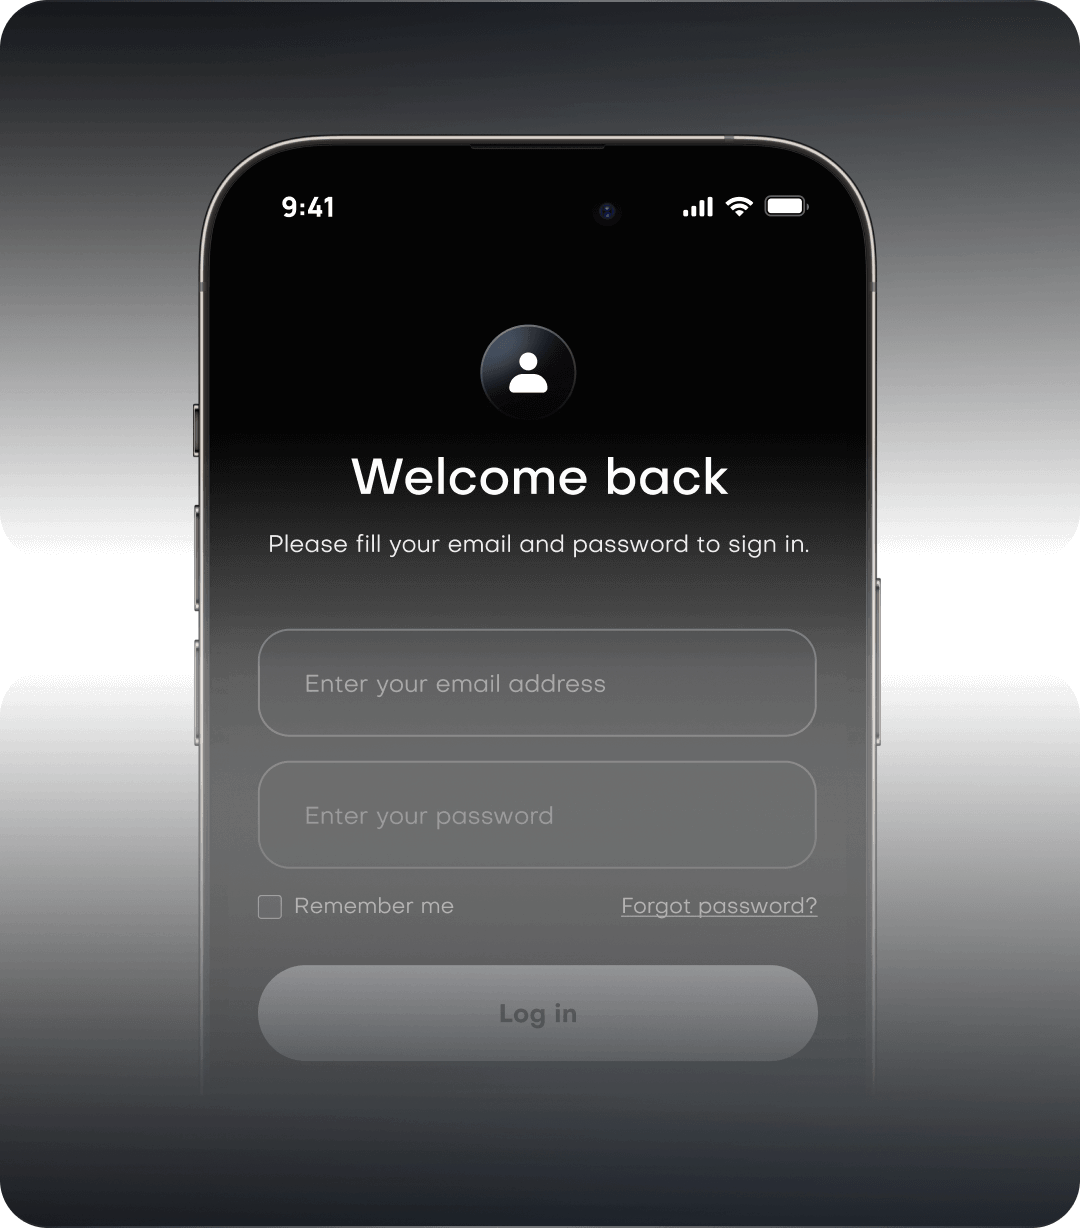 9:41
Welcome back
Please fill your email and password to sign in.
Enter your email address
Enter your password
Remember me
Forgot password?
Log in